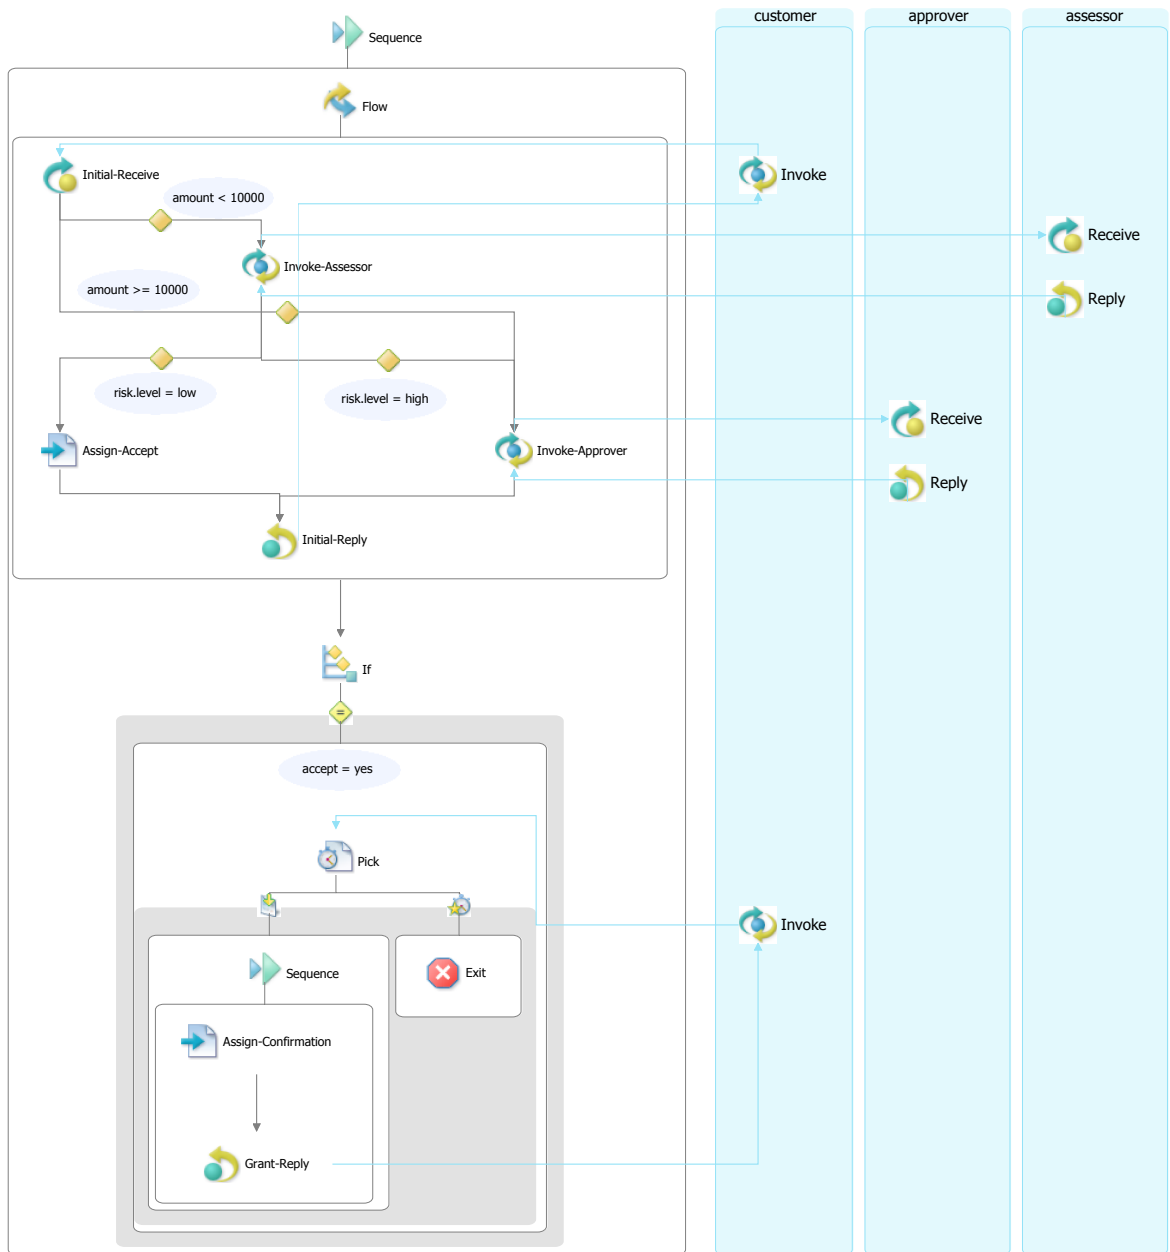 customer
approver
assessor
Sequence
Flow
Initial-Receive
Invoke
amount < 10000
Receive
Invoke-Assessor
amount >= 10000
Reply
risk.level = low
risk.level = high
Receive
Assign-Accept
Invoke-Approver
Reply
Initial-Reply
If
=
accept = yes
Pick
Invoke
Sequence
Exit
Assign-Confirmation
Grant-Reply